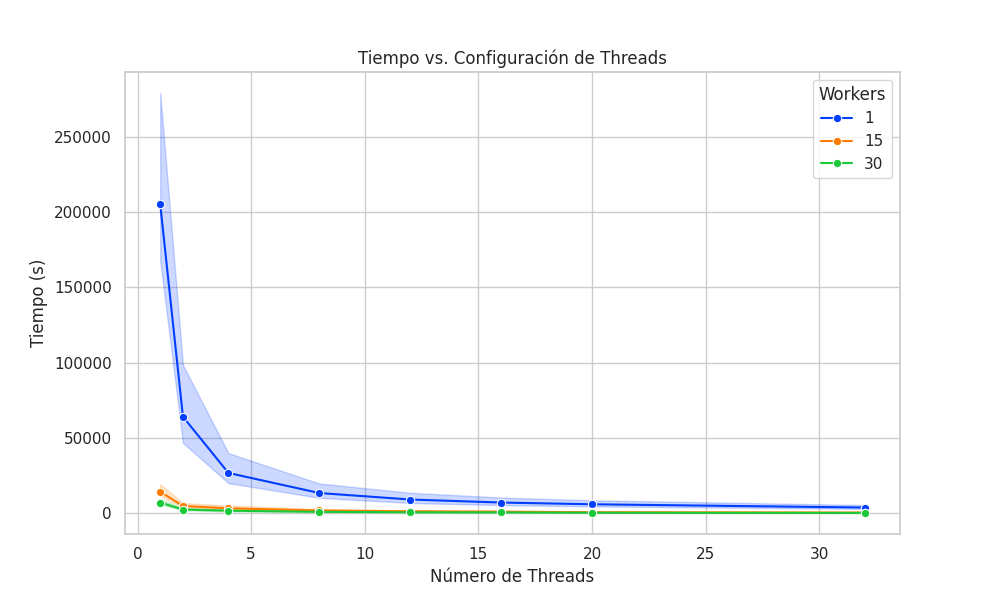 Tiempo vs. Configuración de Threads
Workers
1
15
30
Tiempo (s)
250000
200000
150000
100000
50000
0
0 5 10 15 20 25 30
Número de Threads